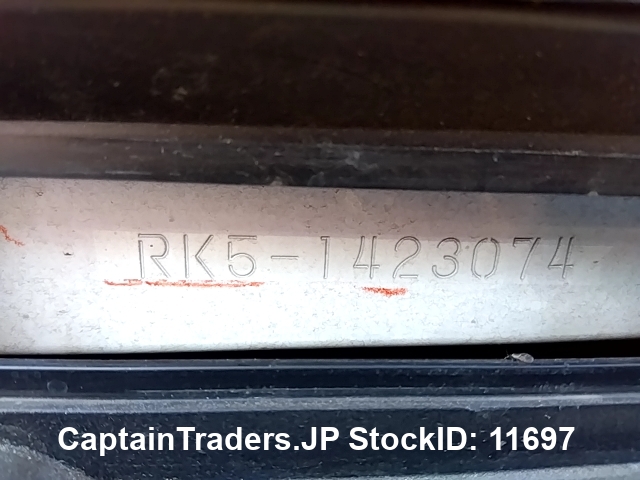 RK5-1423074
CaptainTraders.JP StockID: 11697